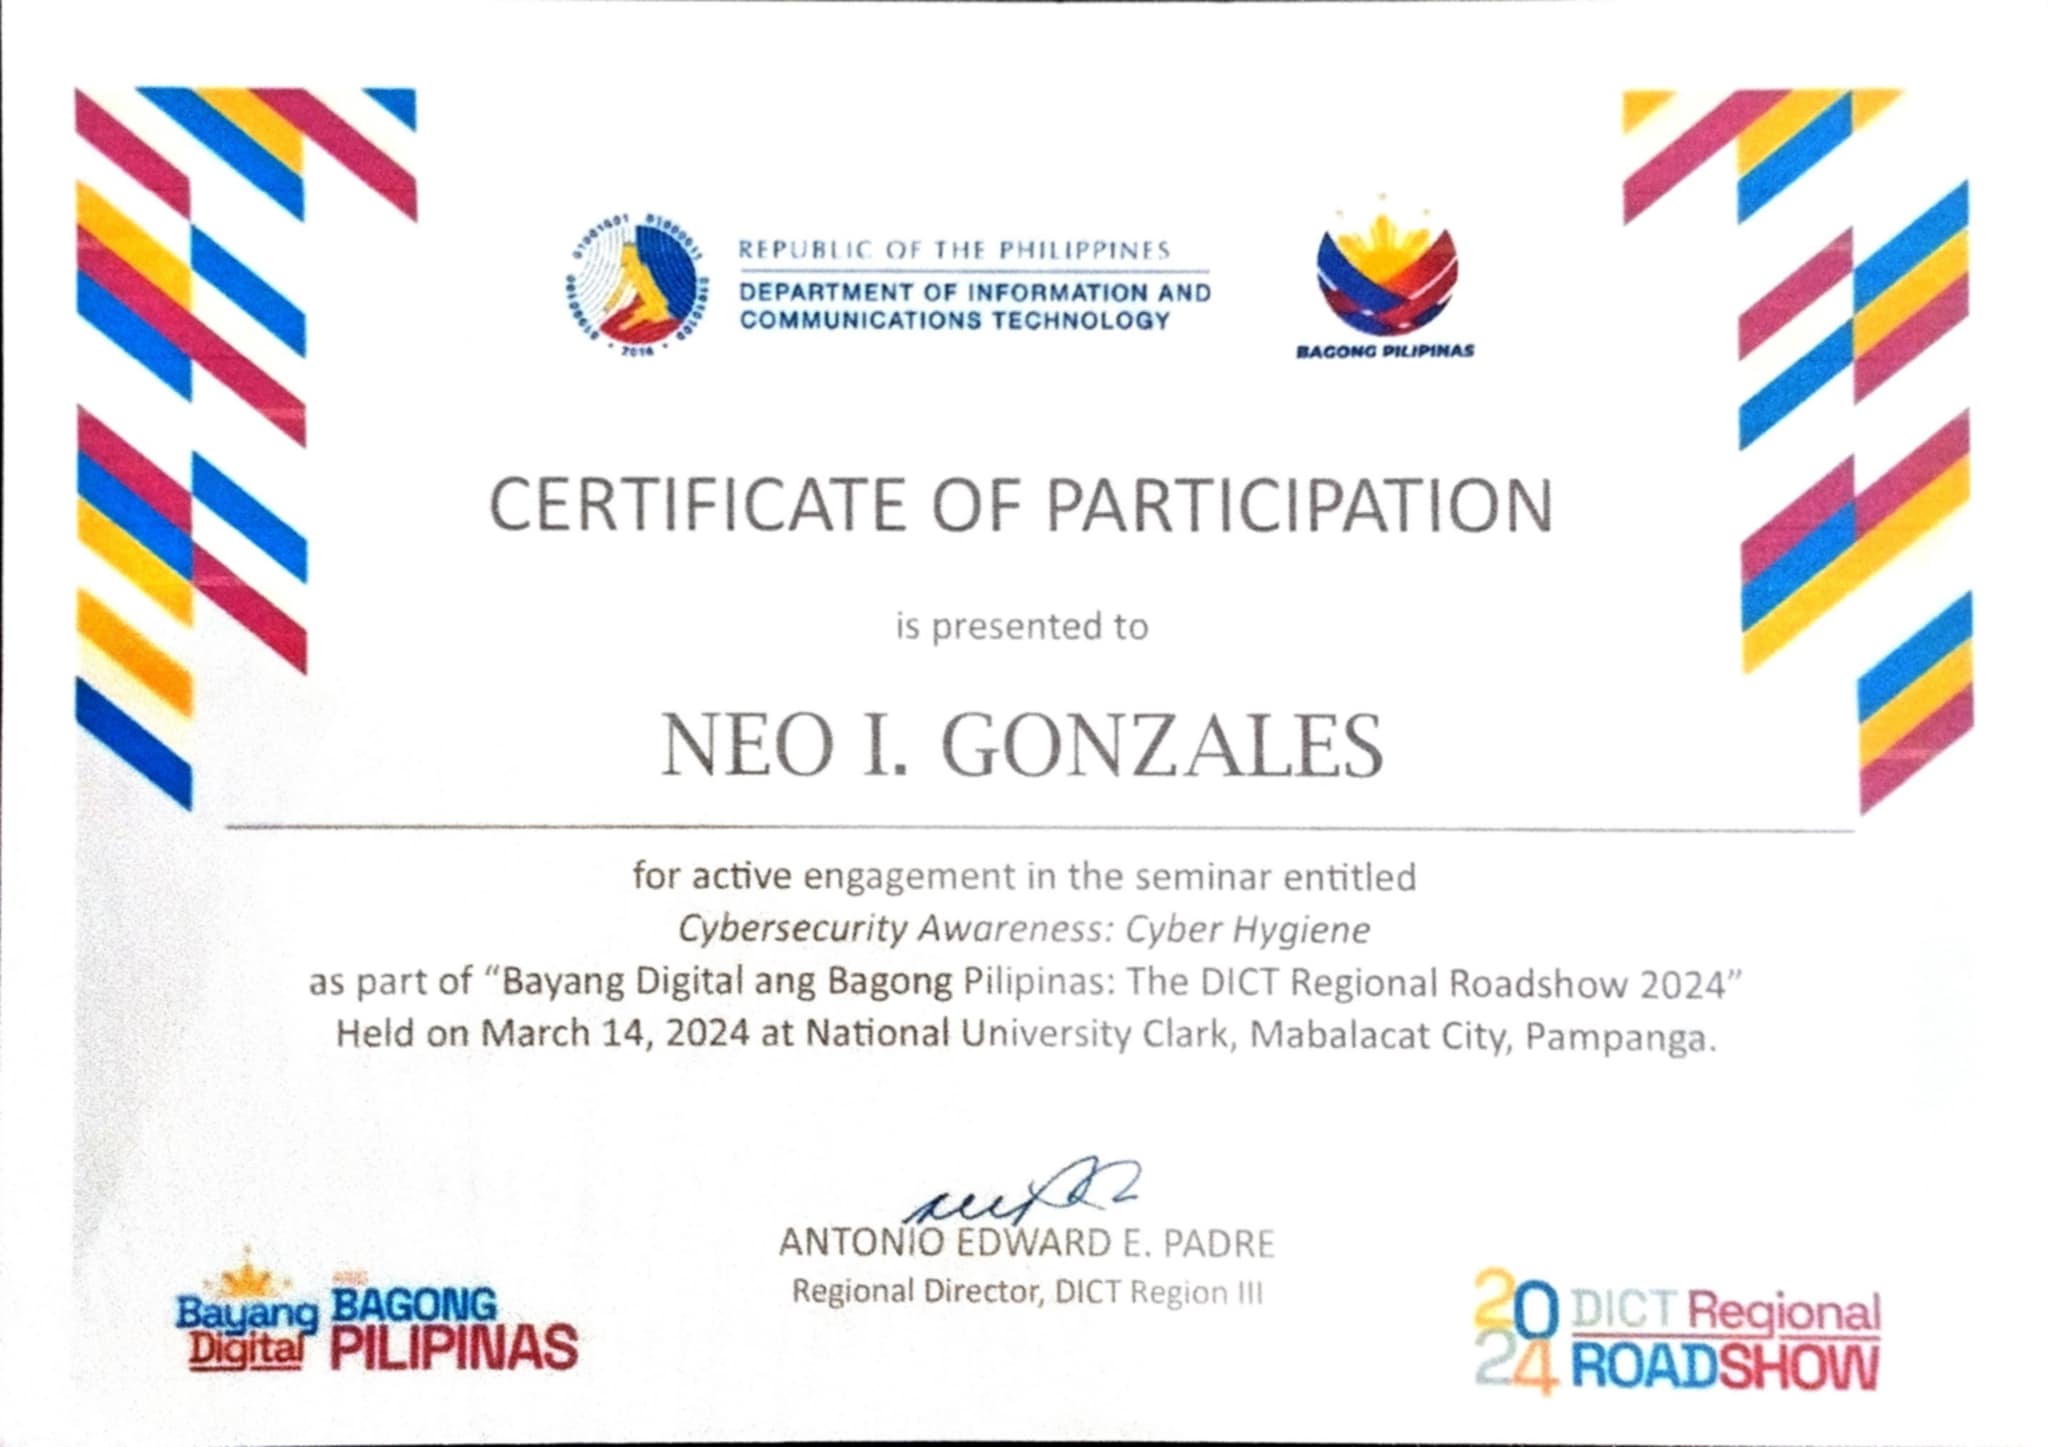 REPUBLIC OF THE PHILIPPINES
DEPARTMENT OF INFORMATION AND
COMMUNICATIONS TECHNOLOGY
2016
BAGONG PILIPINAS
CERTIFICATE OF PARTICIPATION
is presented to
NEO I. GONZALES
for active engagement in the seminar entitled
Cybersecurity Awareness: Cyber Hygiene
as part of “Bayang Digital ang Bagong Pilipinas: The DICT Regional Roadshow 2024”
Held on March 14, 2024 at National University Clark, Mabalacat City, Pampanga.
ANTONIO EDWARD E. PADRE
Regional Director, DICT Region III
Bayang
Digital
ANG
BAGONG
PILIPINAS
2024
DICT Regional
ROADSHOW